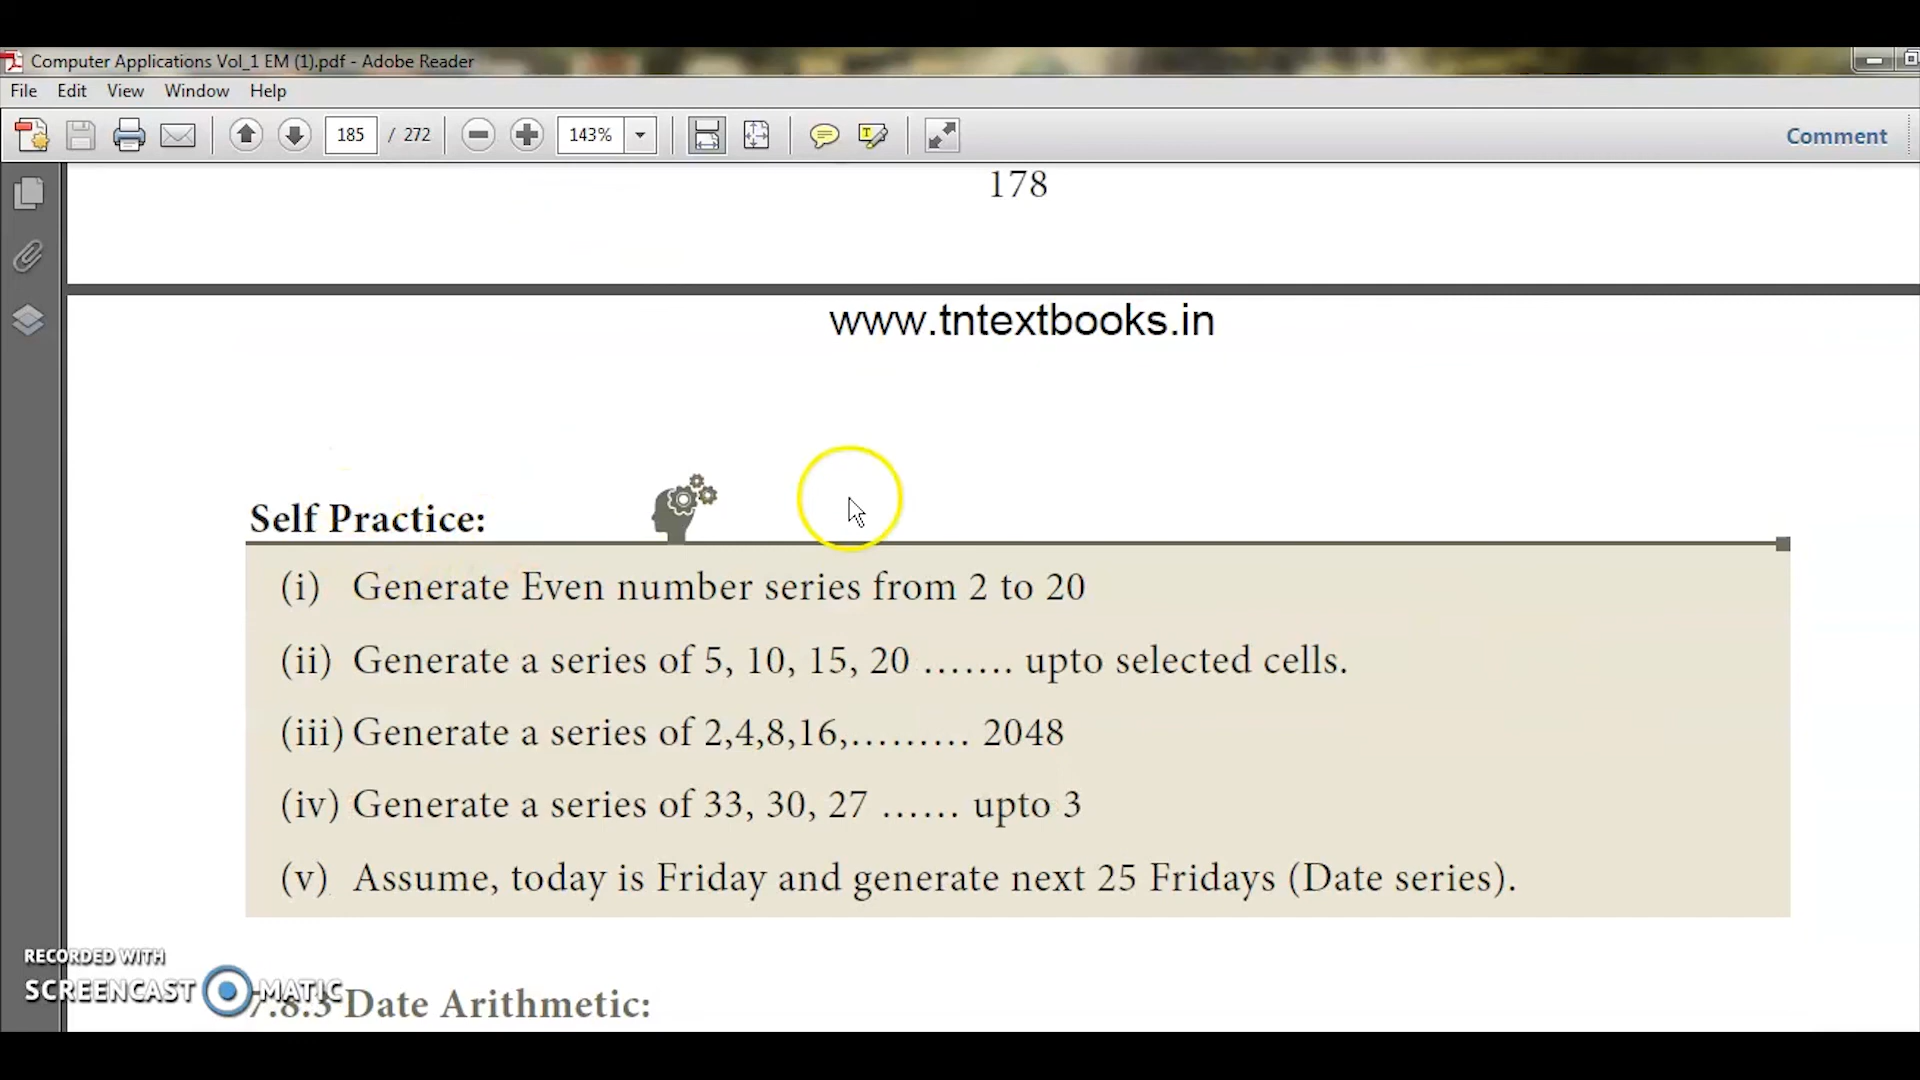 Computer Applications Vol_1 EM (1).pdf - Adobe Reader
File Edit View Window Help
185 / 272 143% Comment
178
www.tntextbooks.in
Self Practice:
(i) Generate Even number series from 2 to 20
(ii) Generate a series of 5, 10, 15, 20 ....... upto selected cells.
(iii) Generate a series of 2,4,8,16,......... 2048
(iv) Generate a series of 33, 30, 27 ...... upto 3
(v) Assume, today is Friday and generate next 25 Fridays (Date series).
RECORDED WITH
SCREENCAST MATIC
7.8.3 Date Arithmetic: